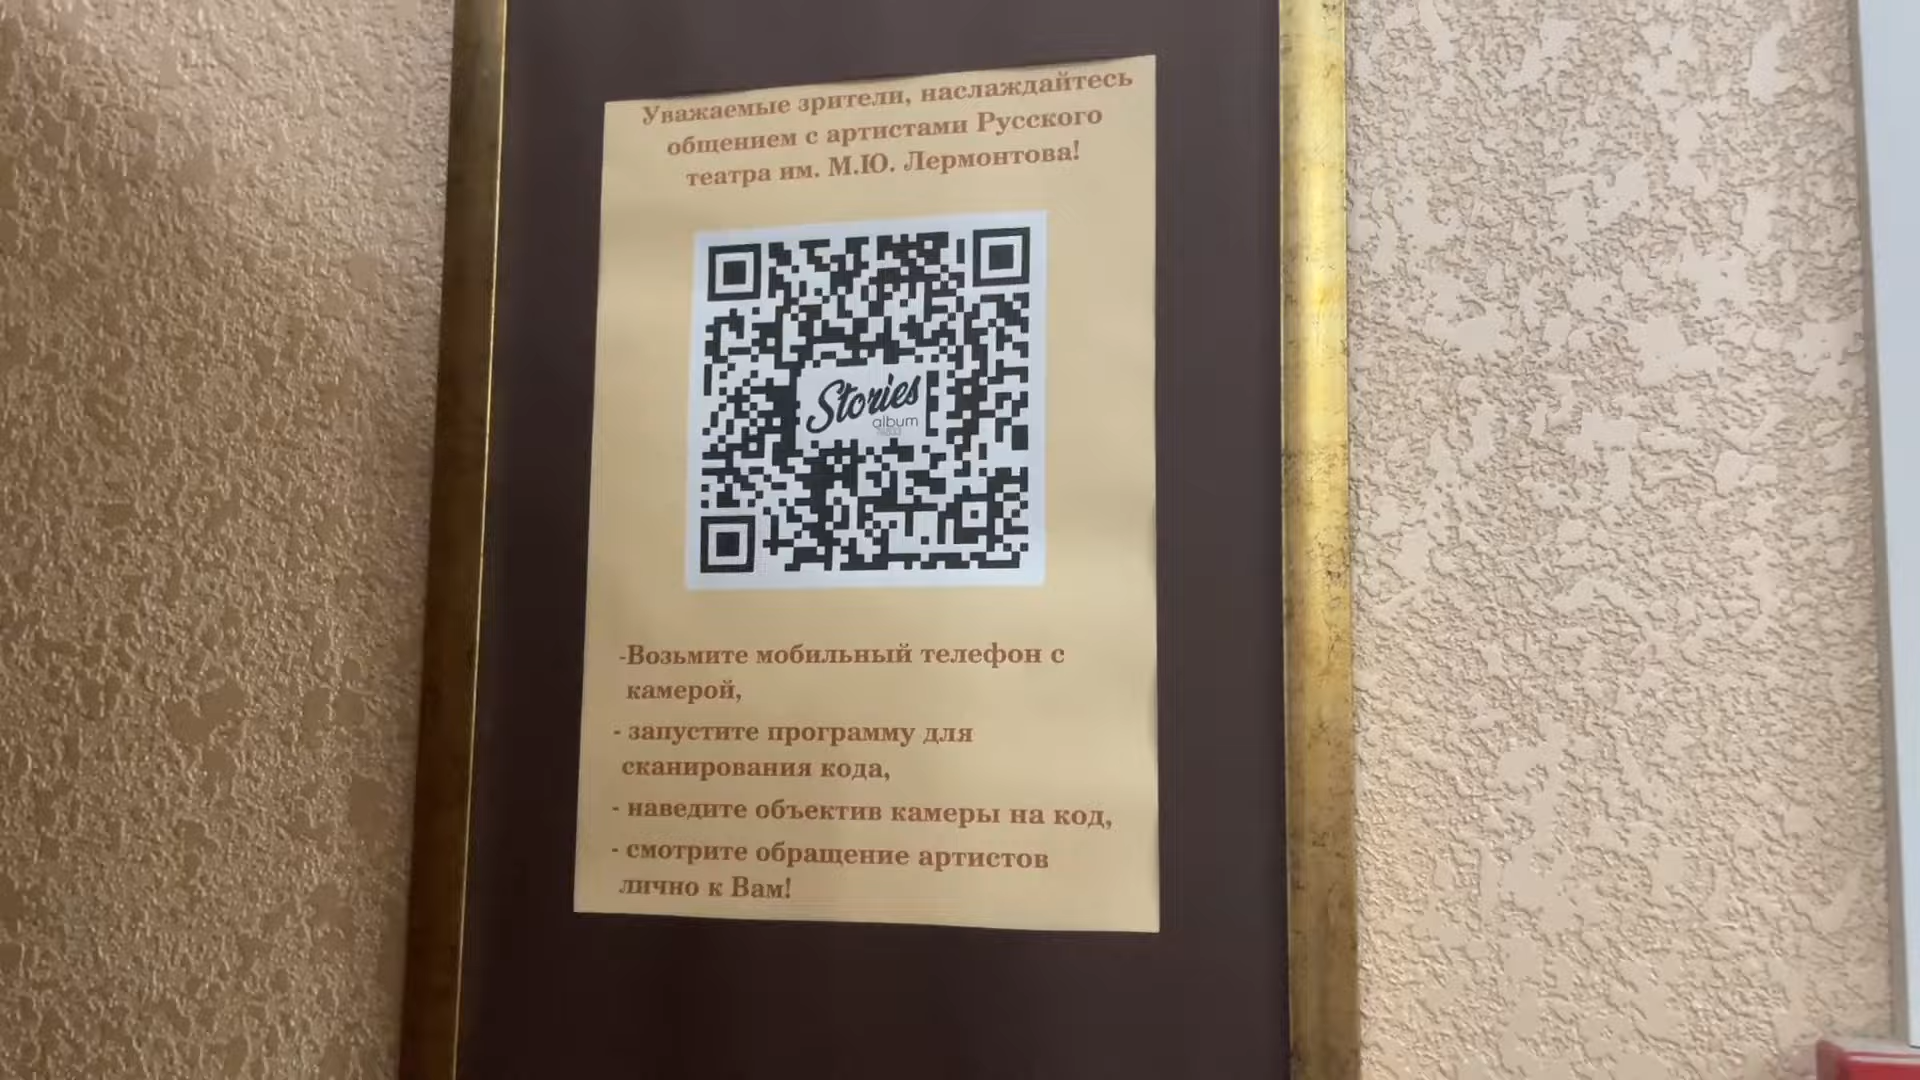 Уважаемые зрители, наслаждайтесь
общением с артистами Русского
театра им. М.Ю. Лермонтова!
Stories
album
-Возьмите мобильный телефон с
камерой,
- запустите программу для
сканирования кода,
- наведите объектив камеры на код,
- смотрите обращение артистов
лично к Вам!